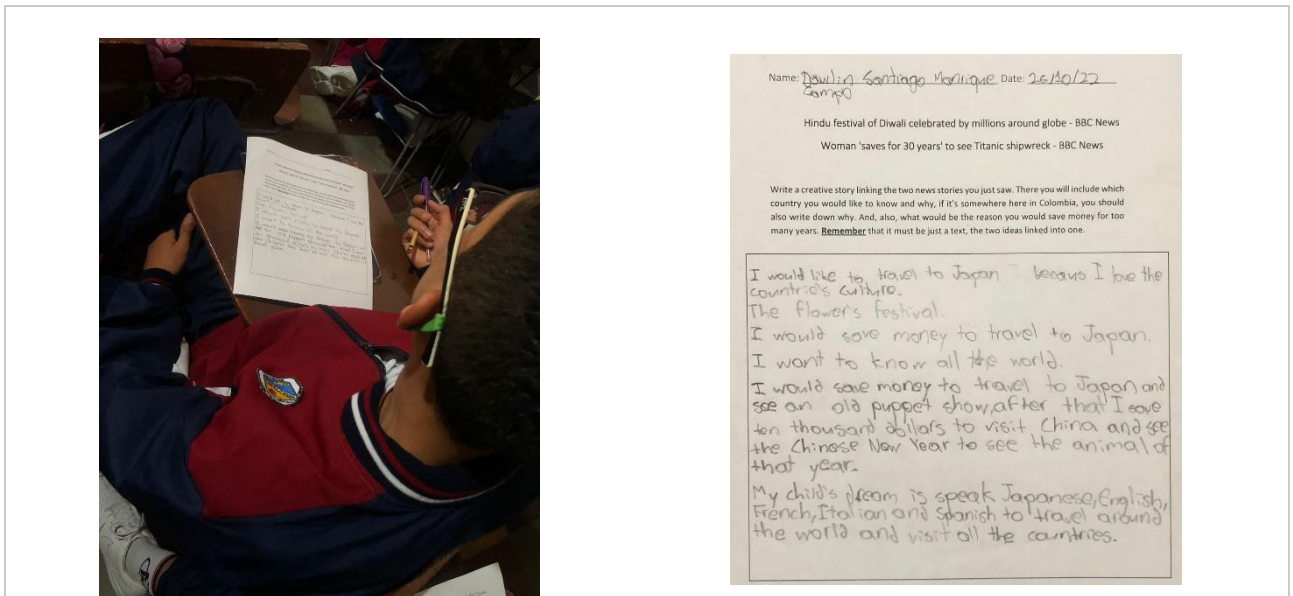 Name: Dawlin Santiago Manrique Date: 26/10/22
Campo
Hindu festival of Diwali celebrated by millions around globe - BBC News
Woman 'saves for 30 years' to see Titanic shipwreck - BBC News
Write a creative story linking the two news stories you just saw. There you will include which
country you would like to know and why, if it's somewhere here in Colombia, you should
also write down why. And, also, what would be the reason you would save money for too
many years. Remember that it must be just a text, the two ideas linked into one.
I would like to travel to Japan becaus I love the
countrie's culture.
The flower's festival.
I would save money to travel to Japan.
I want to know all the world.
I would save money to travel to Japan and
see an old puppet show, after that I save
ten thousand dollars to visit China and see
the Chinese New Year to see the animal of
that year.
My child's dream is speak Japanese, English,
French, Italian and Spanish to travel around
the world and visit all the countries.